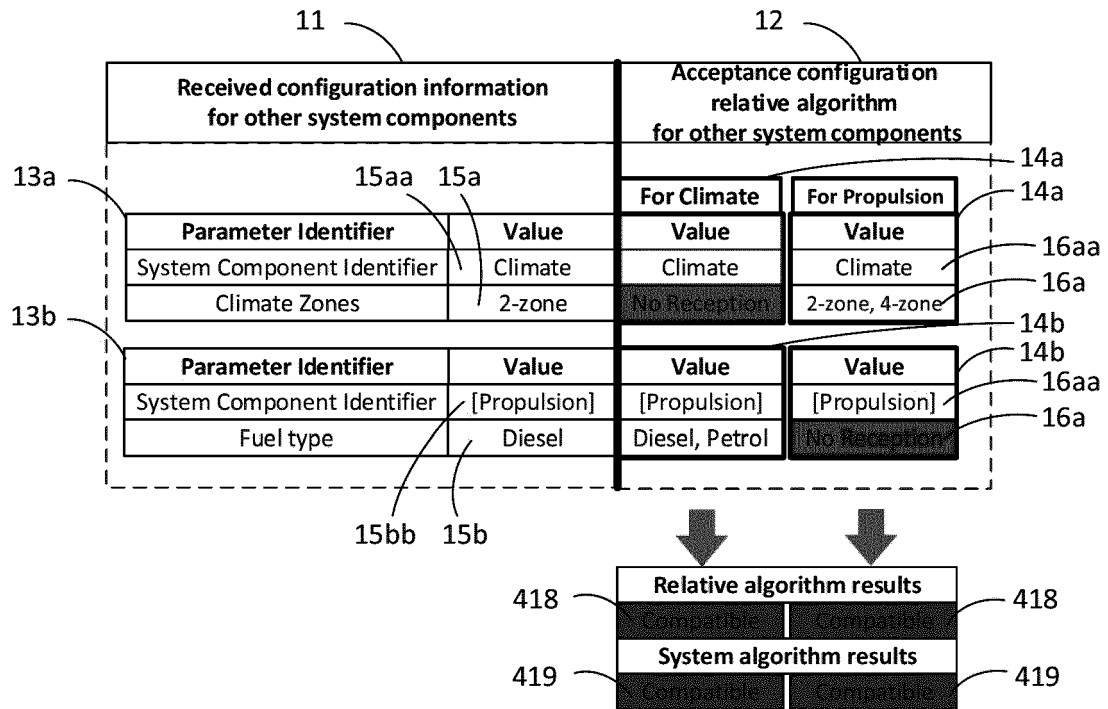 11
12
Received configuration information
for other system components
Acceptance configuration
relative algorithm
for other system components
13a
15aa
15a
14a
For Climate
For Propulsion
14a
Parameter Identifier
Value
Value
Value
System Component Identifier
Climate
Climate
Climate
16aa
Climate Zones
2-zone
No Reception
2-zone, 4-zone
16a
13b
14b
Parameter Identifier
Value
Value
Value
14b
System Component Identifier
[Propulsion]
[Propulsion]
[Propulsion]
16aa
Fuel type
Diesel
Diesel, Petrol
No Reception
16a
15bb
15b
Relative algorithm results
418
Compatible
Compatible
418
System algorithm results
419
Compatible
Compatible
419